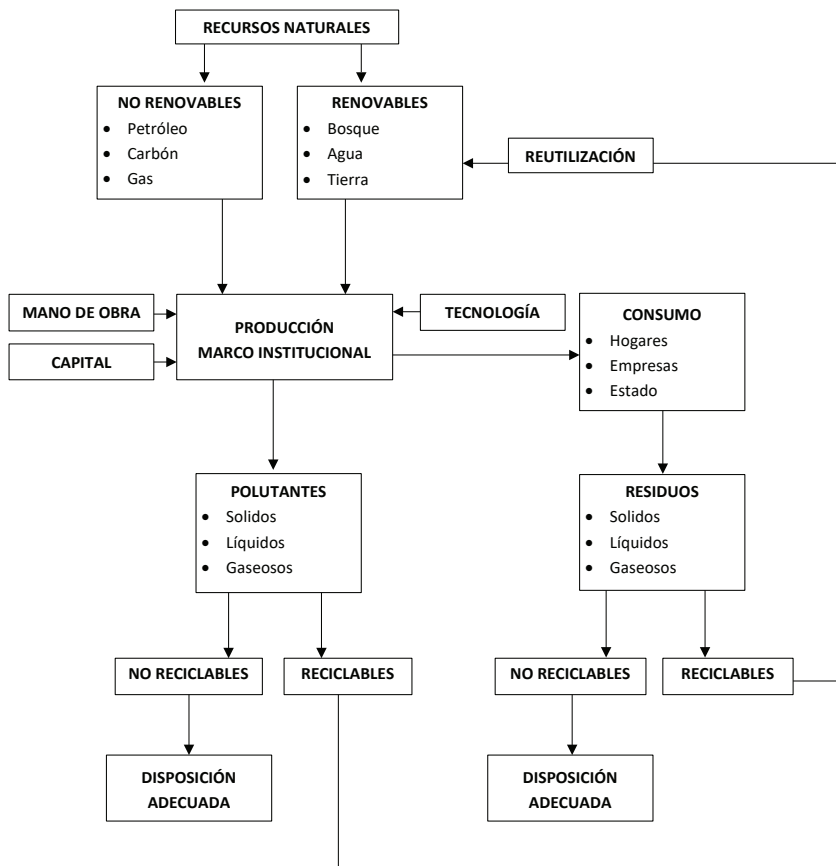 RECURSOS NATURALES
NO RENOVABLES
• Petróleo
• Carbón
• Gas
RENOVABLES
• Bosque
• Agua
• Tierra
REUTILIZACIÓN
MANO DE OBRA
CAPITAL
PRODUCCIÓN
MARCO INSTITUCIONAL
TECNOLOGÍA
CONSUMO
• Hogares
• Empresas
• Estado
POLUTANTES
• Solidos
• Líquidos
• Gaseosos
RESIDUOS
• Solidos
• Líquidos
• Gaseosos
NO RECICLABLES
RECICLABLES
NO RECICLABLES
RECICLABLES
DISPOSICIÓN
ADECUADA
DISPOSICIÓN
ADECUADA